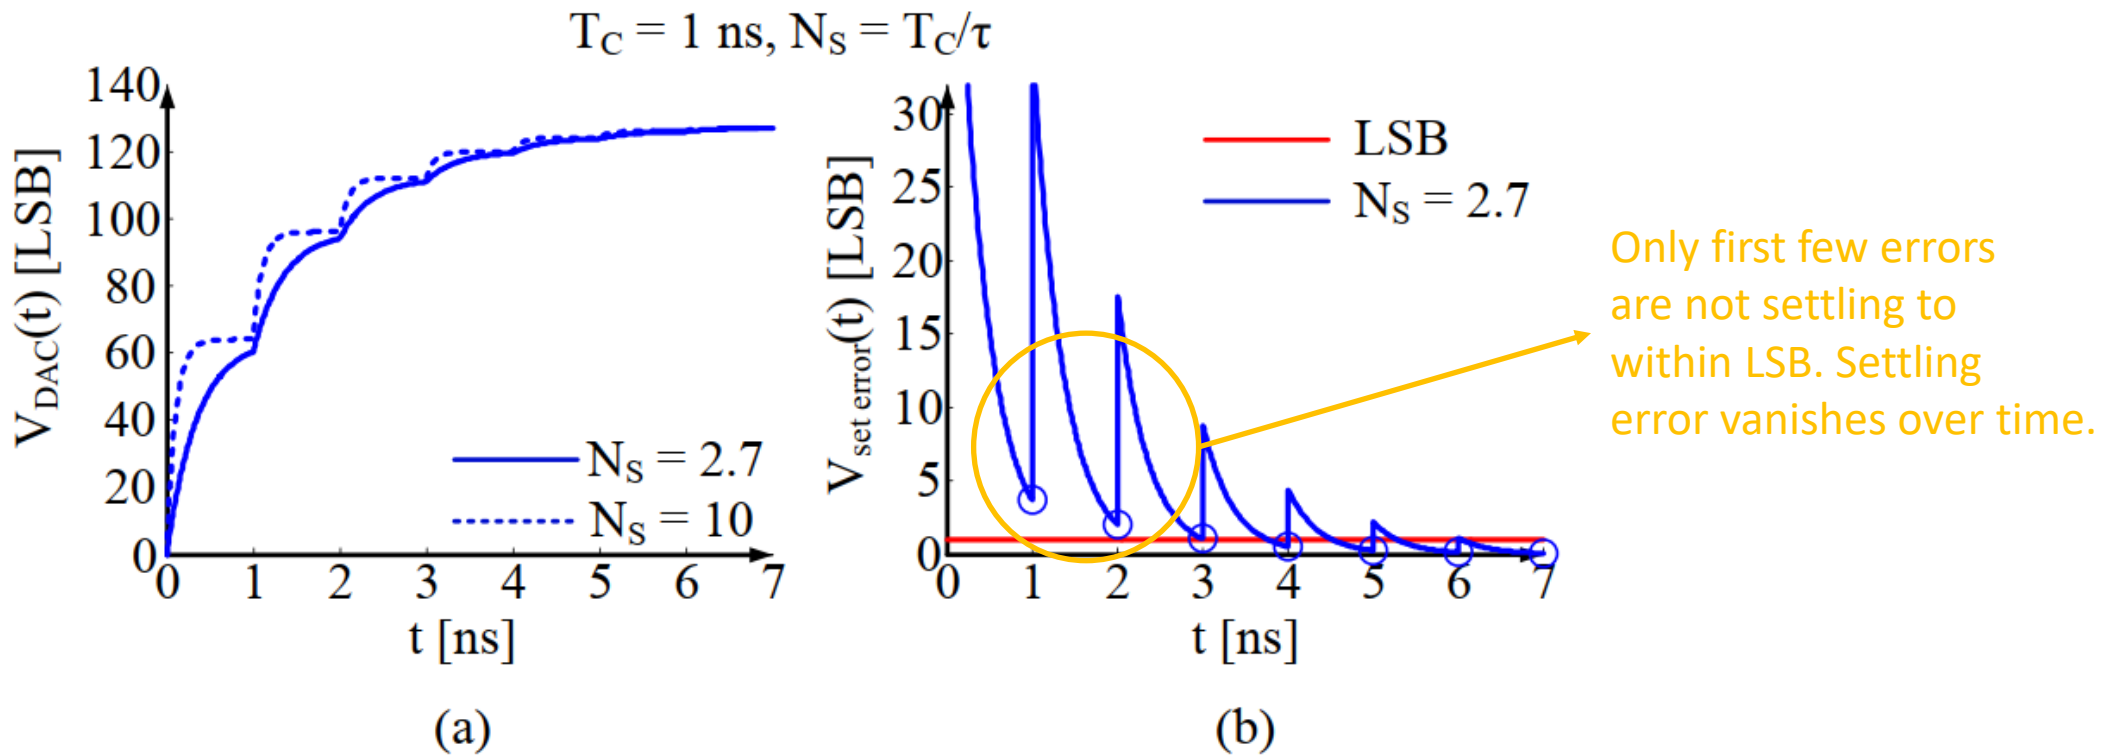 T_C = 1 ns, N_S = T_C/τ
V_DAC(t) [LSB]
140
120
100
80
60
40
20
0
0 1 2 3 4 5 6 7
t [ns]
N_S = 2.7
N_S = 10
(a)
V_set error(t) [LSB]
30
25
20
15
10
5
0
0 1 2 3 4 5 6 7
t [ns]
LSB
N_S = 2.7
(b)
Only first few errors
are not settling to
within LSB. Settling
error vanishes over time.